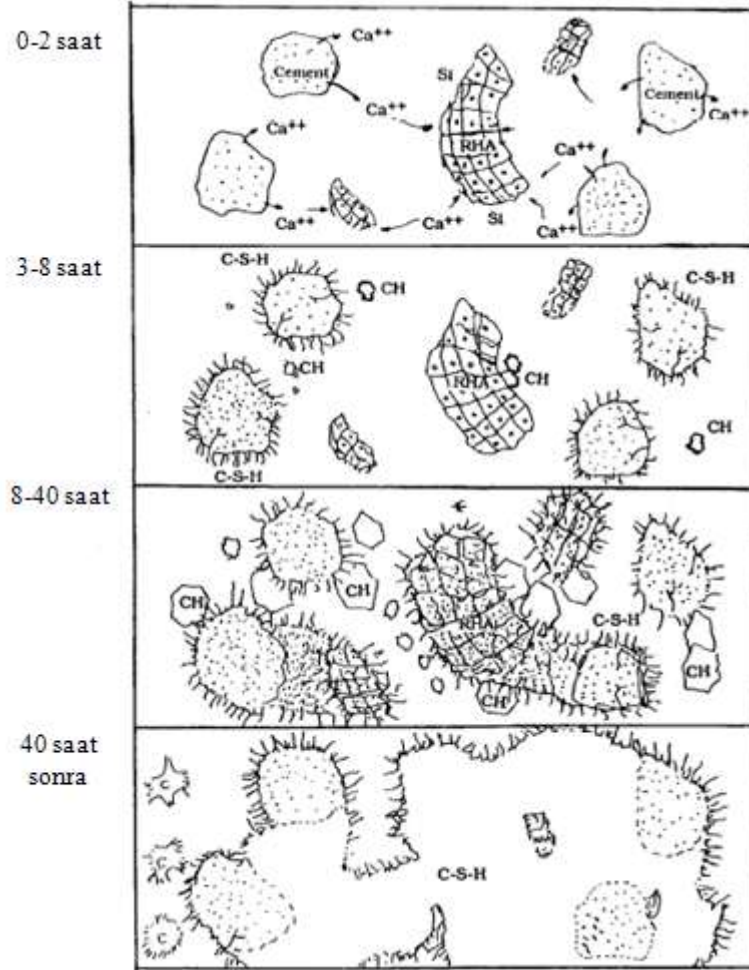 0-2 saat
Ca⁺⁺
Cement
Ca⁺⁺
Si
Cement
Ca⁺⁺
Ca⁺⁺
RHA
Ca⁺⁺
Ca⁺⁺
Ca⁺⁺
Si
Ca⁺⁺
3-8 saat
C-S-H
CH
C-S-H
CH
RHA
CH
CH
C-S-H
8-40 saat
CH
CH
RHA
C-S-H
CH
CH
40 saat
sonra
C
C
C-S-H
C